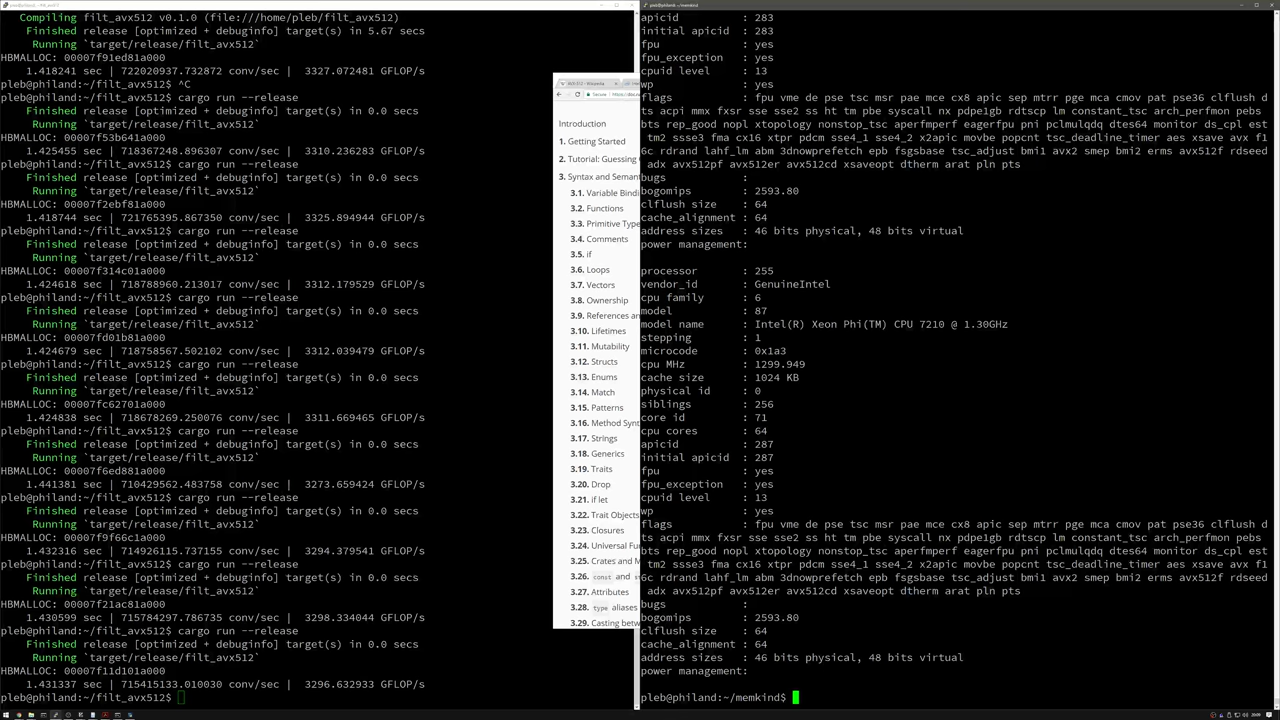 pleb@philand: ~/filt_avx512
Compiling filt_avx512 v0.1.0 (file:///home/pleb/filt_avx512)
Finished release [optimized + debuginfo] target(s) in 5.67 secs
Running `target/release/filt_avx512`
HBMALLOC: 00007f91ed81a000
1.418241 sec | 722020937.732872 conv/sec | 3327.072481 GFLOP/s
pleb@philand:~/filt_avx512$ ^C
pleb@philand:~/filt_avx512$ cargo run --release
Finished release [optimized + debuginfo] target(s) in 0.0 secs
Running `target/release/filt_avx512`
HBMALLOC: 00007f53b641a000
1.425455 sec | 718367248.896307 conv/sec | 3310.236283 GFLOP/s
pleb@philand:~/filt_avx512$ cargo run --release
Finished release [optimized + debuginfo] target(s) in 0.0 secs
Running `target/release/filt_avx512`
HBMALLOC: 00007f2ebf81a000
1.418744 sec | 721765395.867350 conv/sec | 3325.894944 GFLOP/s
pleb@philand:~/filt_avx512$ cargo run --release
Finished release [optimized + debuginfo] target(s) in 0.0 secs
Running `target/release/filt_avx512`
HBMALLOC: 00007f314c01a000
1.424618 sec | 718788960.213017 conv/sec | 3312.179529 GFLOP/s
pleb@philand:~/filt_avx512$ cargo run --release
Finished release [optimized + debuginfo] target(s) in 0.0 secs
Running `target/release/filt_avx512`
HBMALLOC: 00007fd01b81a000
1.424679 sec | 718758567.502102 conv/sec | 3312.039479 GFLOP/s
pleb@philand:~/filt_avx512$ cargo run --release
Finished release [optimized + debuginfo] target(s) in 0.0 secs
Running `target/release/filt_avx512`
HBMALLOC: 00007fc62701a000
1.424838 sec | 718678269.250076 conv/sec | 3311.669465 GFLOP/s
pleb@philand:~/filt_avx512$ cargo run --release
Finished release [optimized + debuginfo] target(s) in 0.0 secs
Running `target/release/filt_avx512`
HBMALLOC: 00007f6ed881a000
1.441381 sec | 710429562.483758 conv/sec | 3273.659424 GFLOP/s
pleb@philand:~/filt_avx512$ cargo run --release
Finished release [optimized + debuginfo] target(s) in 0.0 secs
Running `target/release/filt_avx512`
HBMALLOC: 00007f9f66c1a000
1.432316 sec | 714926115.737155 conv/sec | 3294.379541 GFLOP/s
pleb@philand:~/filt_avx512$ cargo run --release
Finished release [optimized + debuginfo] target(s) in 0.0 secs
Running `target/release/filt_avx512`
HBMALLOC: 00007f21ac81a000
1.430599 sec | 715784297.786735 conv/sec | 3298.334044 GFLOP/s
pleb@philand:~/filt_avx512$ cargo run --release
Finished release [optimized + debuginfo] target(s) in 0.0 secs
Running `target/release/filt_avx512`
HBMALLOC: 00007f11d101a000
1.431337 sec | 715415133.010030 conv/sec | 3296.632933 GFLOP/s
pleb@philand:~/filt_avx512$
AVX-512 - Wikipedia
Secure
Introduction
1. Getting Started
2. Tutorial: Guessing
3. Syntax and Seman
3.1. Variable Bindi
3.2. Functions
3.3. Primitive Type
3.4. Comments
3.5. if
3.6. Loops
3.7. Vectors
3.8. Ownership
3.9. References an
3.10. Lifetimes
3.11. Mutability
3.12. Structs
3.13. Enums
3.14. Match
3.15. Patterns
3.16. Method Synt
3.17. Strings
3.18. Generics
3.19. Traits
3.20. Drop
3.21. if let
3.22. Trait Objects
3.23. Closures
3.24. Universal Fu
3.25. Crates and M
3.26. const and
3.27. Attributes
3.28. type aliases
3.29. Casting betw
pleb@philand: ~/memkind
apicid : 283
initial apicid : 283
fpu : yes
fpu_exception : yes
cpuid level : 13
wp : yes
flags : fpu vme de pse tsc msr pae mce cx8 apic sep mtrr pge mca cmov pat pse36 clflush d
ts acpi mmx fxsr sse sse2 ss ht tm pbe syscall nx pdpe1gb rdtscp lm constant_tsc arch_perfmon pebs
bts rep_good nopl xtopology nonstop_tsc aperfmperf eagerfpu pni pclmulqdq dtes64 monitor ds_cpl est
tm2 ssse3 fma cx16 xtpr pdcm sse4_1 sse4_2 x2apic movbe popcnt tsc_deadline_timer aes xsave avx f1
6c rdrand lahf_lm abm 3dnowprefetch epb fsgsbase tsc_adjust bmi1 avx2 smep bmi2 erms avx512f rdseed
adx avx512pf avx512er avx512cd xsaveopt dtherm arat pln pts
bugs :
bogomips : 2593.80
clflush size : 64
cache_alignment : 64
address sizes : 46 bits physical, 48 bits virtual
power management:
processor : 255
vendor_id : GenuineIntel
cpu family : 6
model : 87
model name : Intel(R) Xeon Phi(TM) CPU 7210 @ 1.30GHz
stepping : 1
microcode : 0x1a3
cpu MHz : 1299.949
cache size : 1024 KB
physical id : 0
siblings : 256
core id : 71
cpu cores : 64
apicid : 287
initial apicid : 287
fpu : yes
fpu_exception : yes
cpuid level : 13
wp : yes
flags : fpu vme de pse tsc msr pae mce cx8 apic sep mtrr pge mca cmov pat pse36 clflush d
ts acpi mmx fxsr sse sse2 ss ht tm pbe syscall nx pdpe1gb rdtscp lm constant_tsc arch_perfmon pebs
bts rep_good nopl xtopology nonstop_tsc aperfmperf eagerfpu pni pclmulqdq dtes64 monitor ds_cpl est
tm2 ssse3 fma cx16 xtpr pdcm sse4_1 sse4_2 x2apic movbe popcnt tsc_deadline_timer aes xsave avx f1
6c rdrand lahf_lm abm 3dnowprefetch epb fsgsbase tsc_adjust bmi1 avx2 smep bmi2 erms avx512f rdseed
adx avx512pf avx512er avx512cd xsaveopt dtherm arat pln pts
bugs :
bogomips : 2593.80
clflush size : 64
cache_alignment : 64
address sizes : 46 bits physical, 48 bits virtual
power management:
pleb@philand:~/memkind$